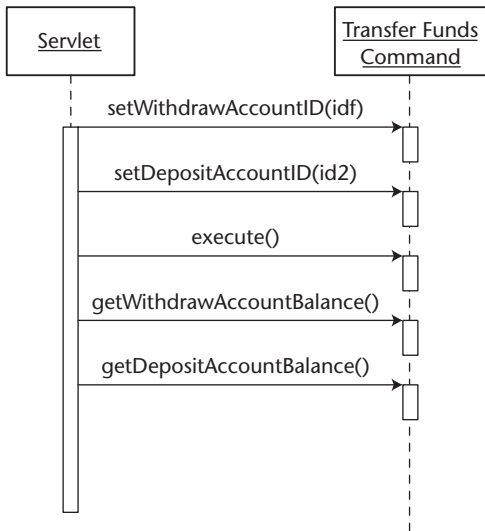 Servlet
Transfer Funds
Command
setWithdrawAccountID(idf)
setDepositAccountID(id2)
execute()
getWithdrawAccountBalance()
getDepositAccountBalance()